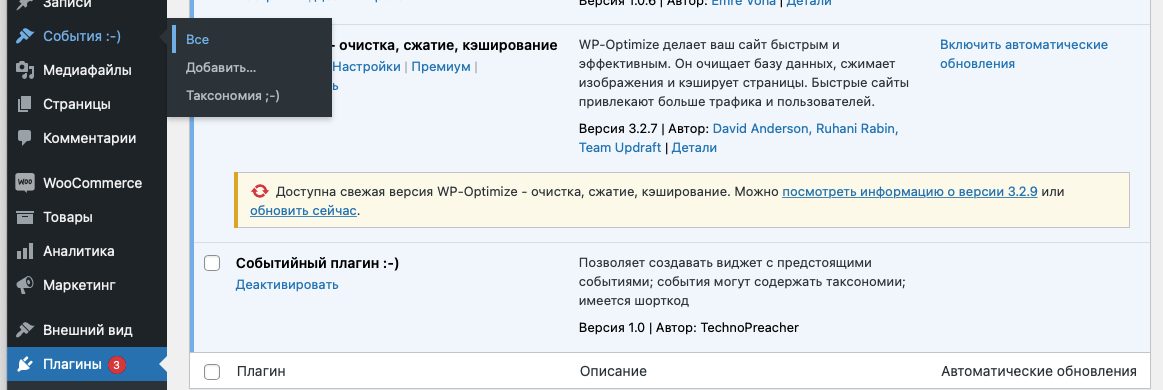 Записи
События :-)
Медиафайлы
Страницы
Комментарии
WooCommerce
Товары
Аналитика
Маркетинг
Внешний вид
Плагины 3
Все
Добавить...
Таксономия ;-)
Версия 1.0.6 | Автор: Emre Vona | Детали
- очистка, сжатие, кэширование
Настройки | Премиум |
WP-Optimize делает ваш сайт быстрым и
эффективным. Он очищает базу данных, сжимает
изображения и кэширует страницы. Быстрые сайты
привлекают больше трафика и пользователей.
Версия 3.2.7 | Автор: David Anderson, Ruhani Rabin,
Team Updraft | Детали
Включить автоматические
обновления
Доступна свежая версия WP-Optimize - очистка, сжатие, кэширование. Можно посмотреть информацию о версии 3.2.9 или
обновить сейчас.
Событийный плагин :-)
Деактивировать
Позволяет создавать виджет с предстоящими
событиями; события могут содержать таксономии;
имеется шорткод
Версия 1.0 | Автор: TechnoPreacher
Плагин
Описание
Автоматические обновления